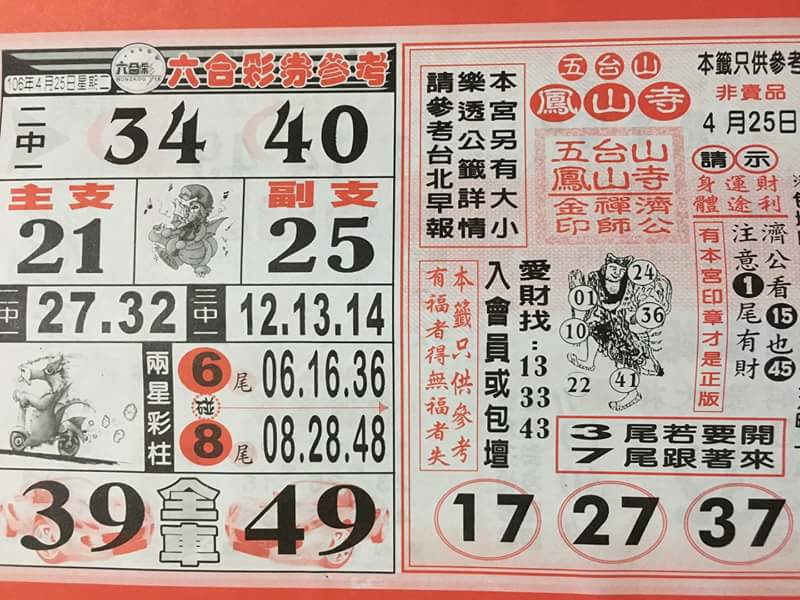 106年4月25日星期二
六合彩
六合彩券參考
二中一
34 40
主支
21
副支
25
二中一
27.32
三中一
12.13.14
兩星彩柱
6尾
06.16.36
8尾
08.28.48
39
全車
49
本宮另有大小
樂透公籤詳情
請參考台北早報
五台山
鳳山寺
五台山
鳳山寺
金禪濟
印師公
本籤只供參考
非賣品
4月25日
請示
身體
運途
財利
濟公看15也45
注意1尾有財
有本宮印章才是正版
本籤只供參考
有福者得無福者失
入會員或包壇
愛財找:13
33
43
24
01
36
10
22
41
3尾若要開
7尾跟著來
17 27 37